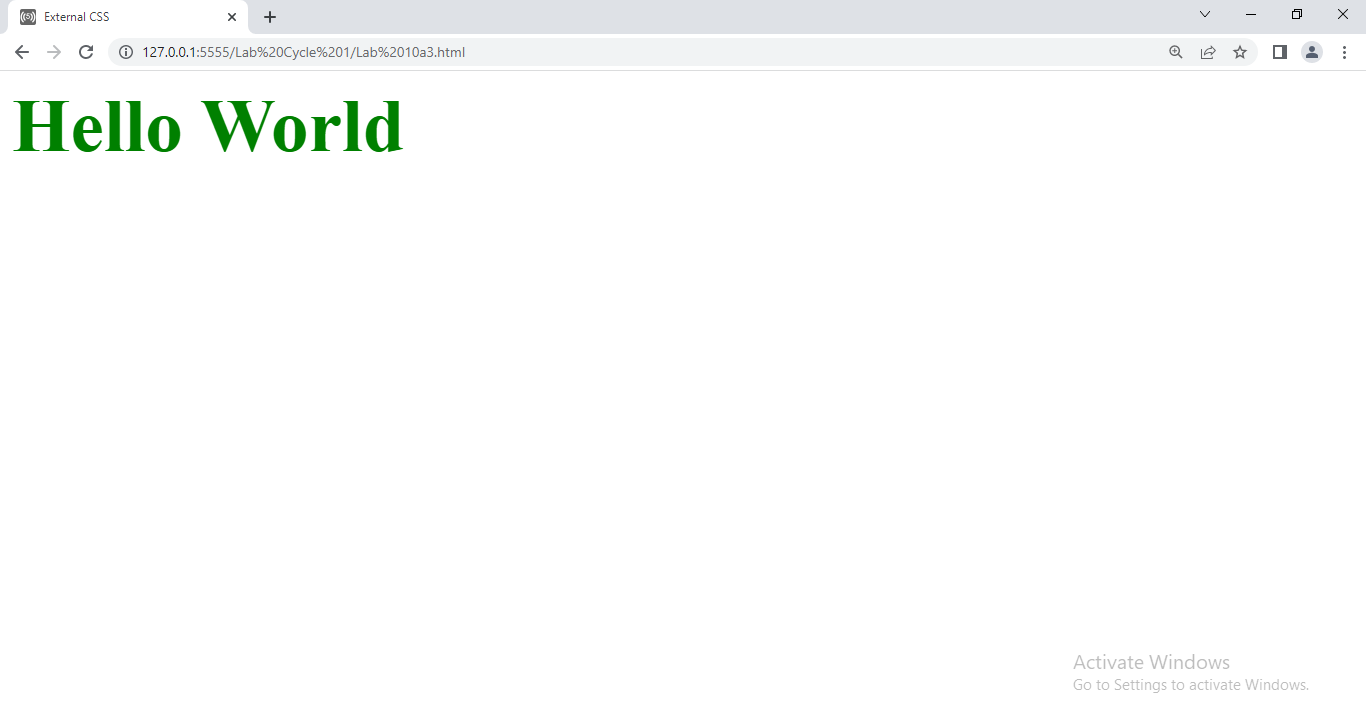 External CSS
127.0.0.1:5555/Lab%20Cycle%201/Lab%2010a3.html
Hello World
Activate Windows
Go to Settings to activate Windows.